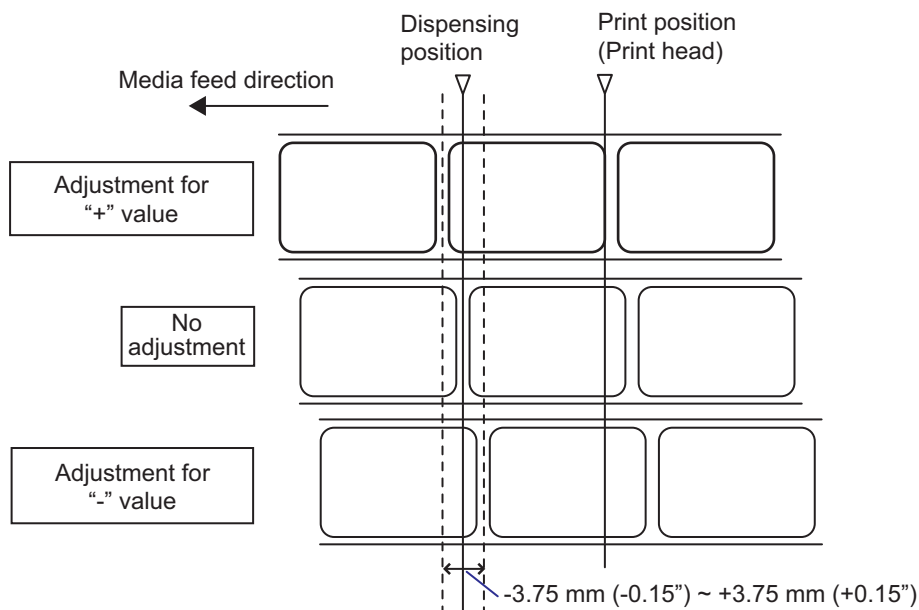 Dispensing
position
Print position
(Print head)
Media feed direction
Adjustment for
“+” value
No
adjustment
Adjustment for
“-” value
-3.75 mm (-0.15”) ~ +3.75 mm (+0.15”)